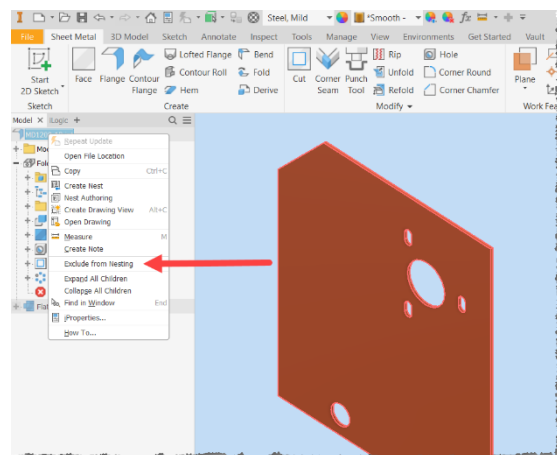 Steel, Mild
*Smooth -
File Sheet Metal 3D Model Sketch Annotate Inspect Tools Manage View Environments Get Started Vault
Start
2D Sketch
Face
Flange
Contour
Flange
Lofted Flange
Contour Roll
Hem
Bend
Fold
Derive
Cut
Corner
Seam
Punch
Tool
Rip
Unfold
Refold
Hole
Corner Round
Corner Chamfer
Plane
Sketch Create Modify Work Fea
Model × Logic +
Repeat Update
Open File Location
Copy Ctrl+C
Create Nest
Nest Authoring
Create Drawing View Alt+C
Open Drawing
Measure M
Create Note
Exclude from Nesting
Expand All Children
Collapse All Children
Find in Window End
iProperties...
How To...
Mo
Fol
Flat